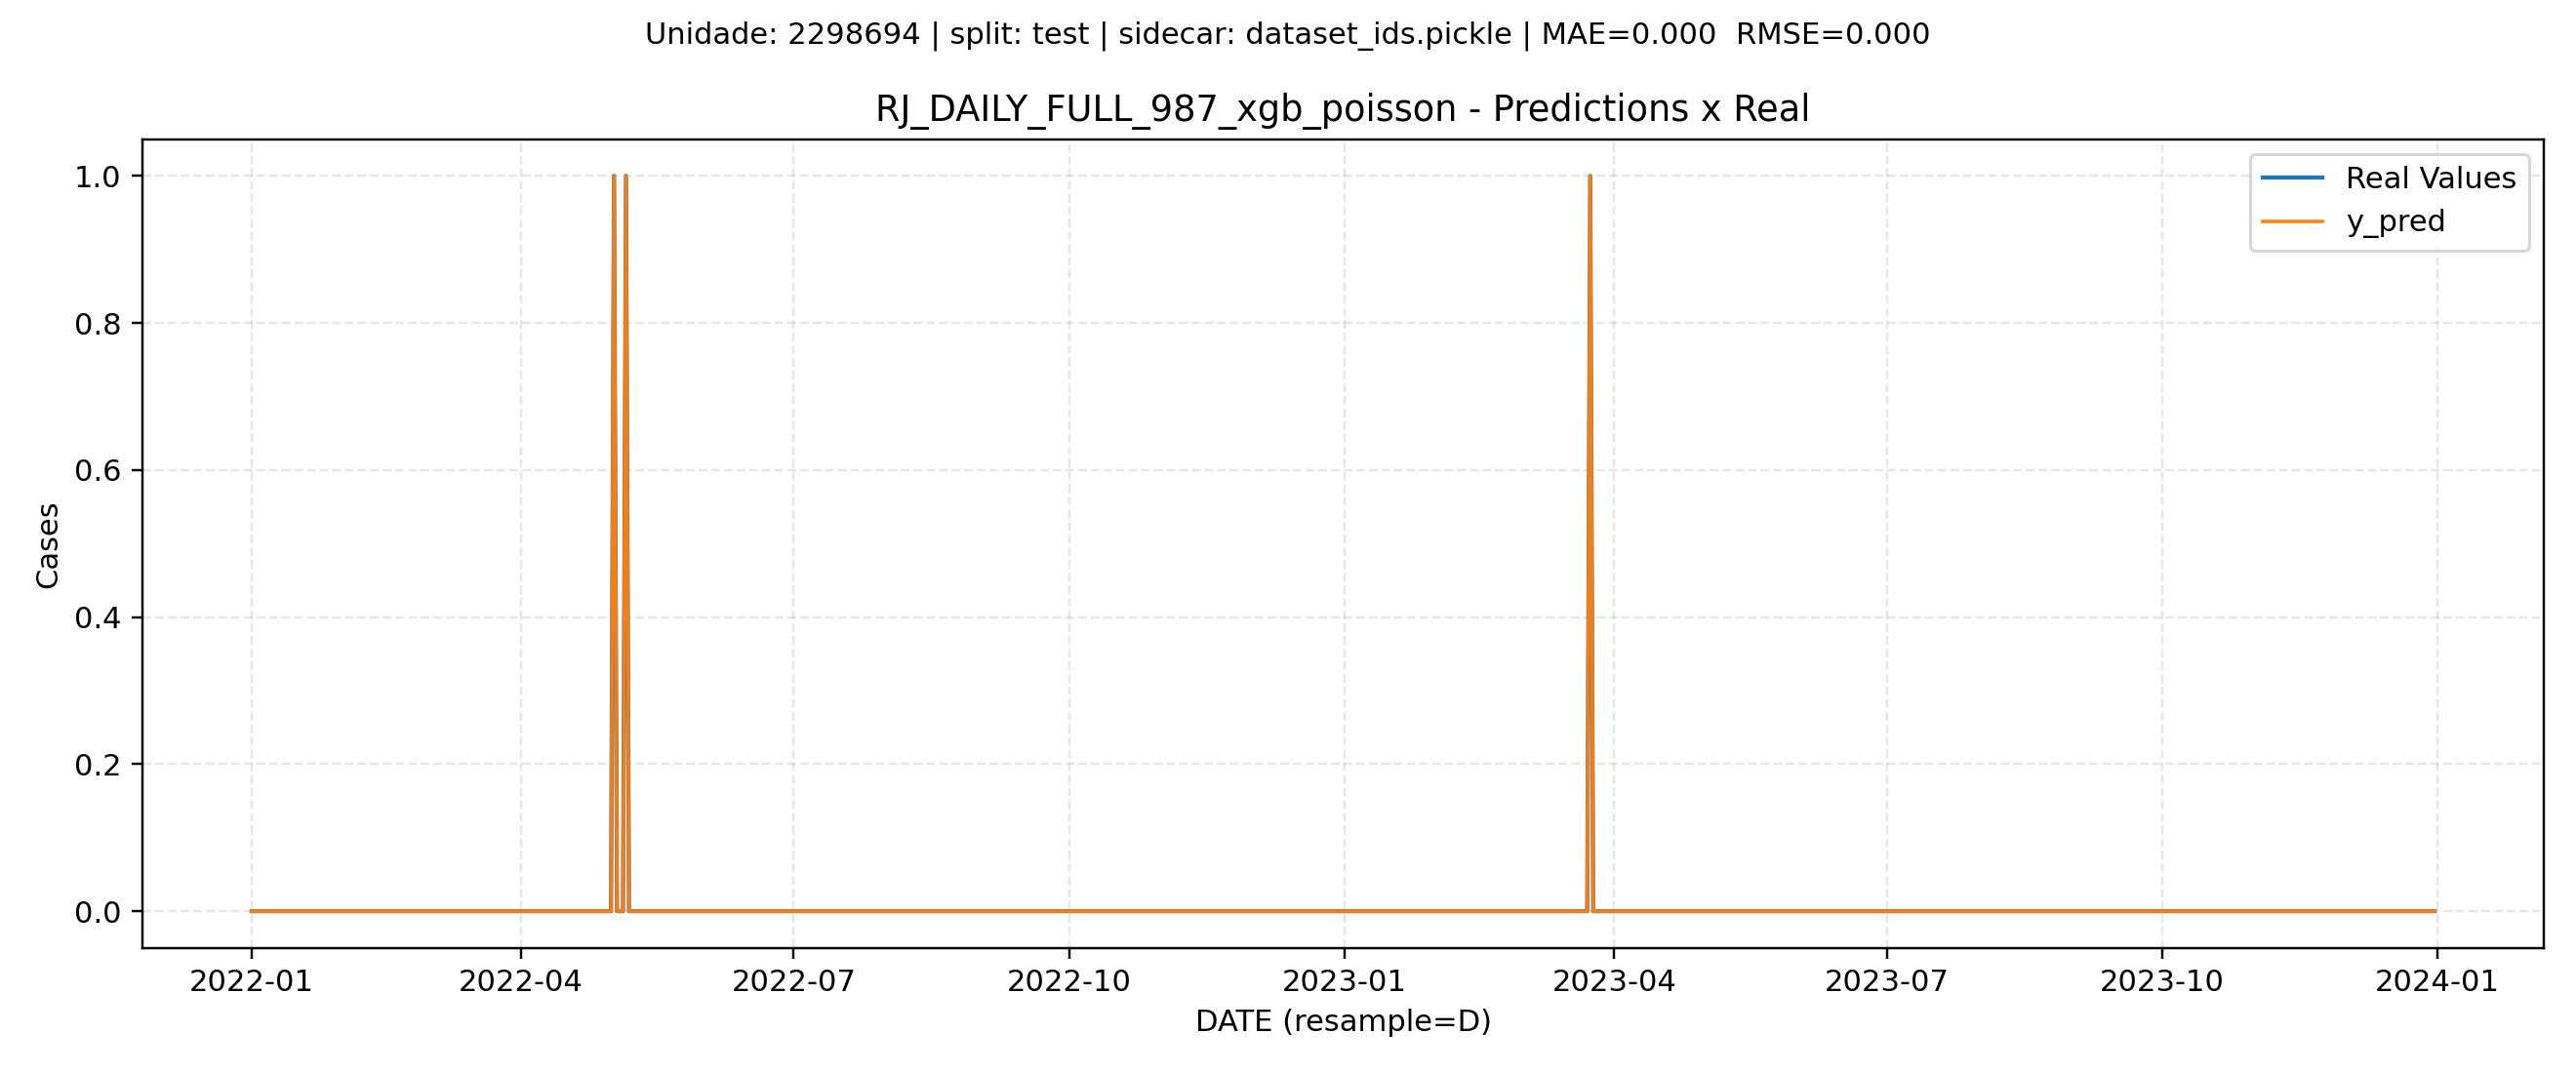 Unidade: 2298694 | split: test | sidecar: dataset_ids.pickle | MAE=0.000  RMSE=0.000
RJ_DAILY_FULL_987_xgb_poisson - Predictions x Real
Real Values
y_pred
1.0
0.8
0.6
0.4
0.2
0.0
Cases
2022-01 2022-04 2022-07 2022-10 2023-01 2023-04 2023-07 2023-10 2024-01
DATE (resample=D)